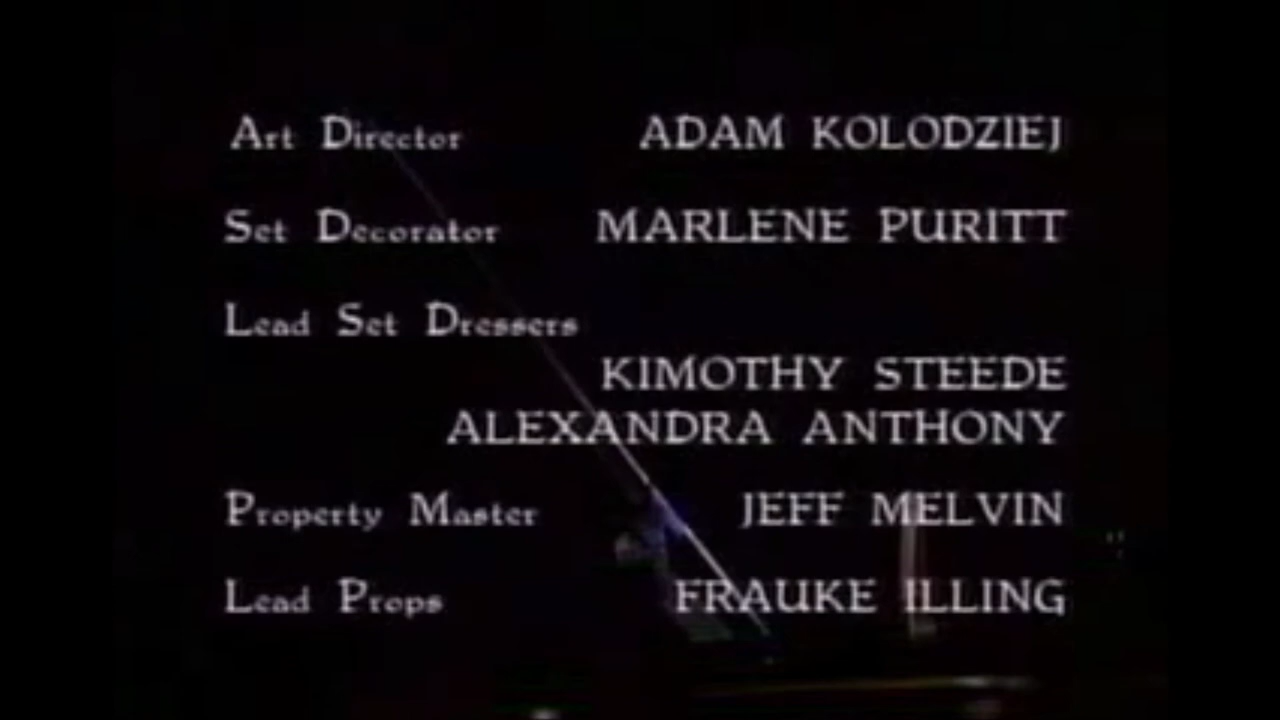 Art Director ADAM KOLODZIEJ
Set Decorator MARLENE PURITT
Lead Set Dressers
KIMOTHY STEEDE
ALEXANDRA ANTHONY
Property Master JEFF MELVIN
Lead Props FRAUKE ILLING